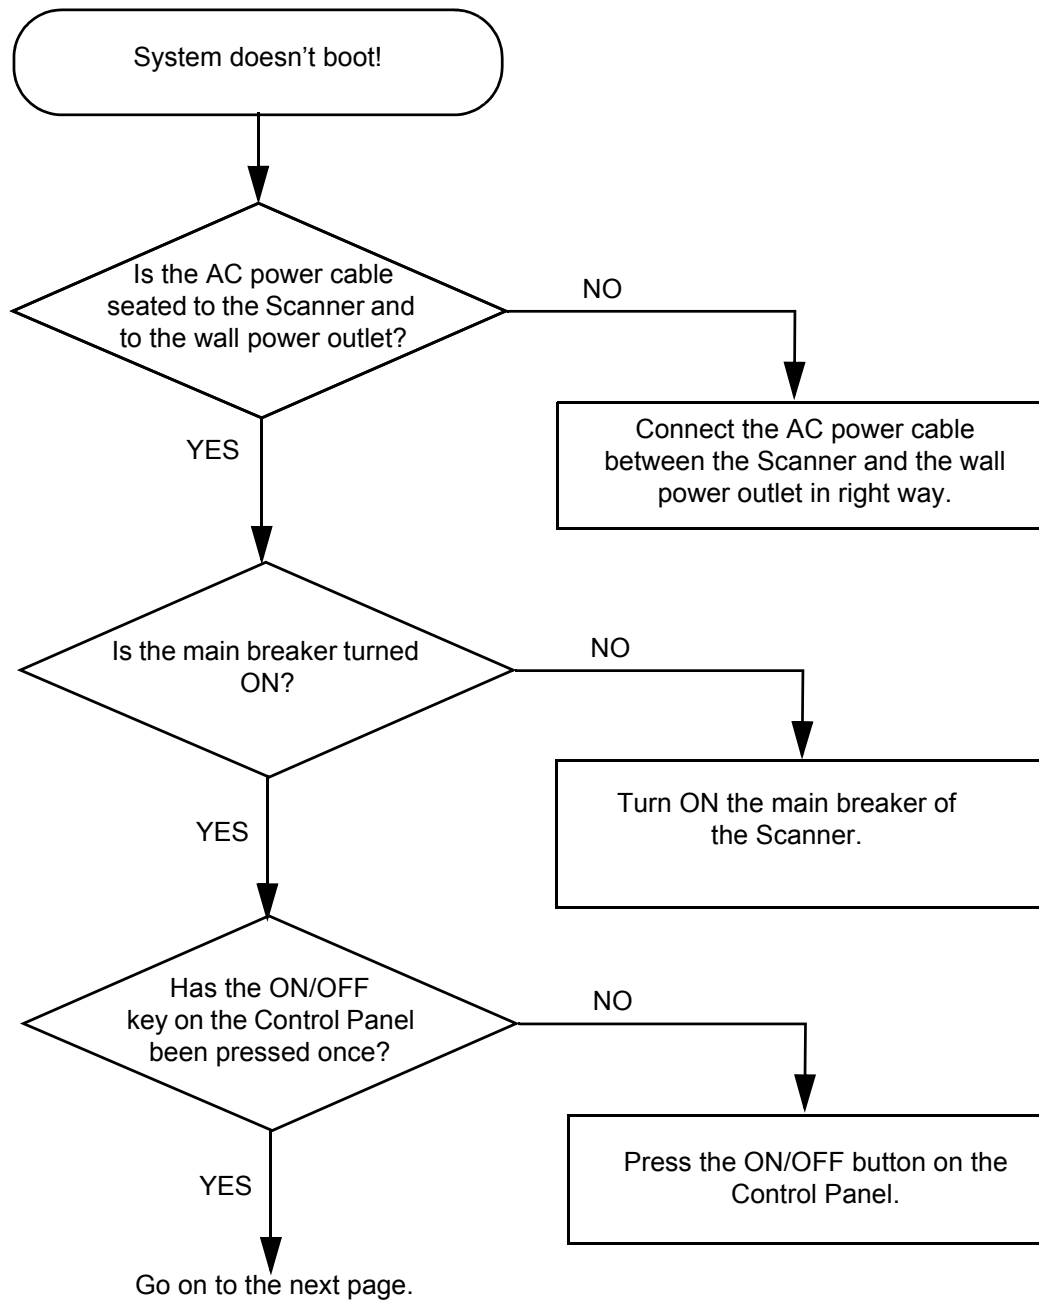 System doesn't boot!
Is the AC power cable
seated to the Scanner and
to the wall power outlet?
NO
Connect the AC power cable
between the Scanner and the wall
power outlet in right way.
YES
Is the main breaker turned
ON?
NO
Turn ON the main breaker of
the Scanner.
YES
Has the ON/OFF
key on the Control Panel
been pressed once?
NO
Press the ON/OFF button on the
Control Panel.
YES
Go on to the next page.